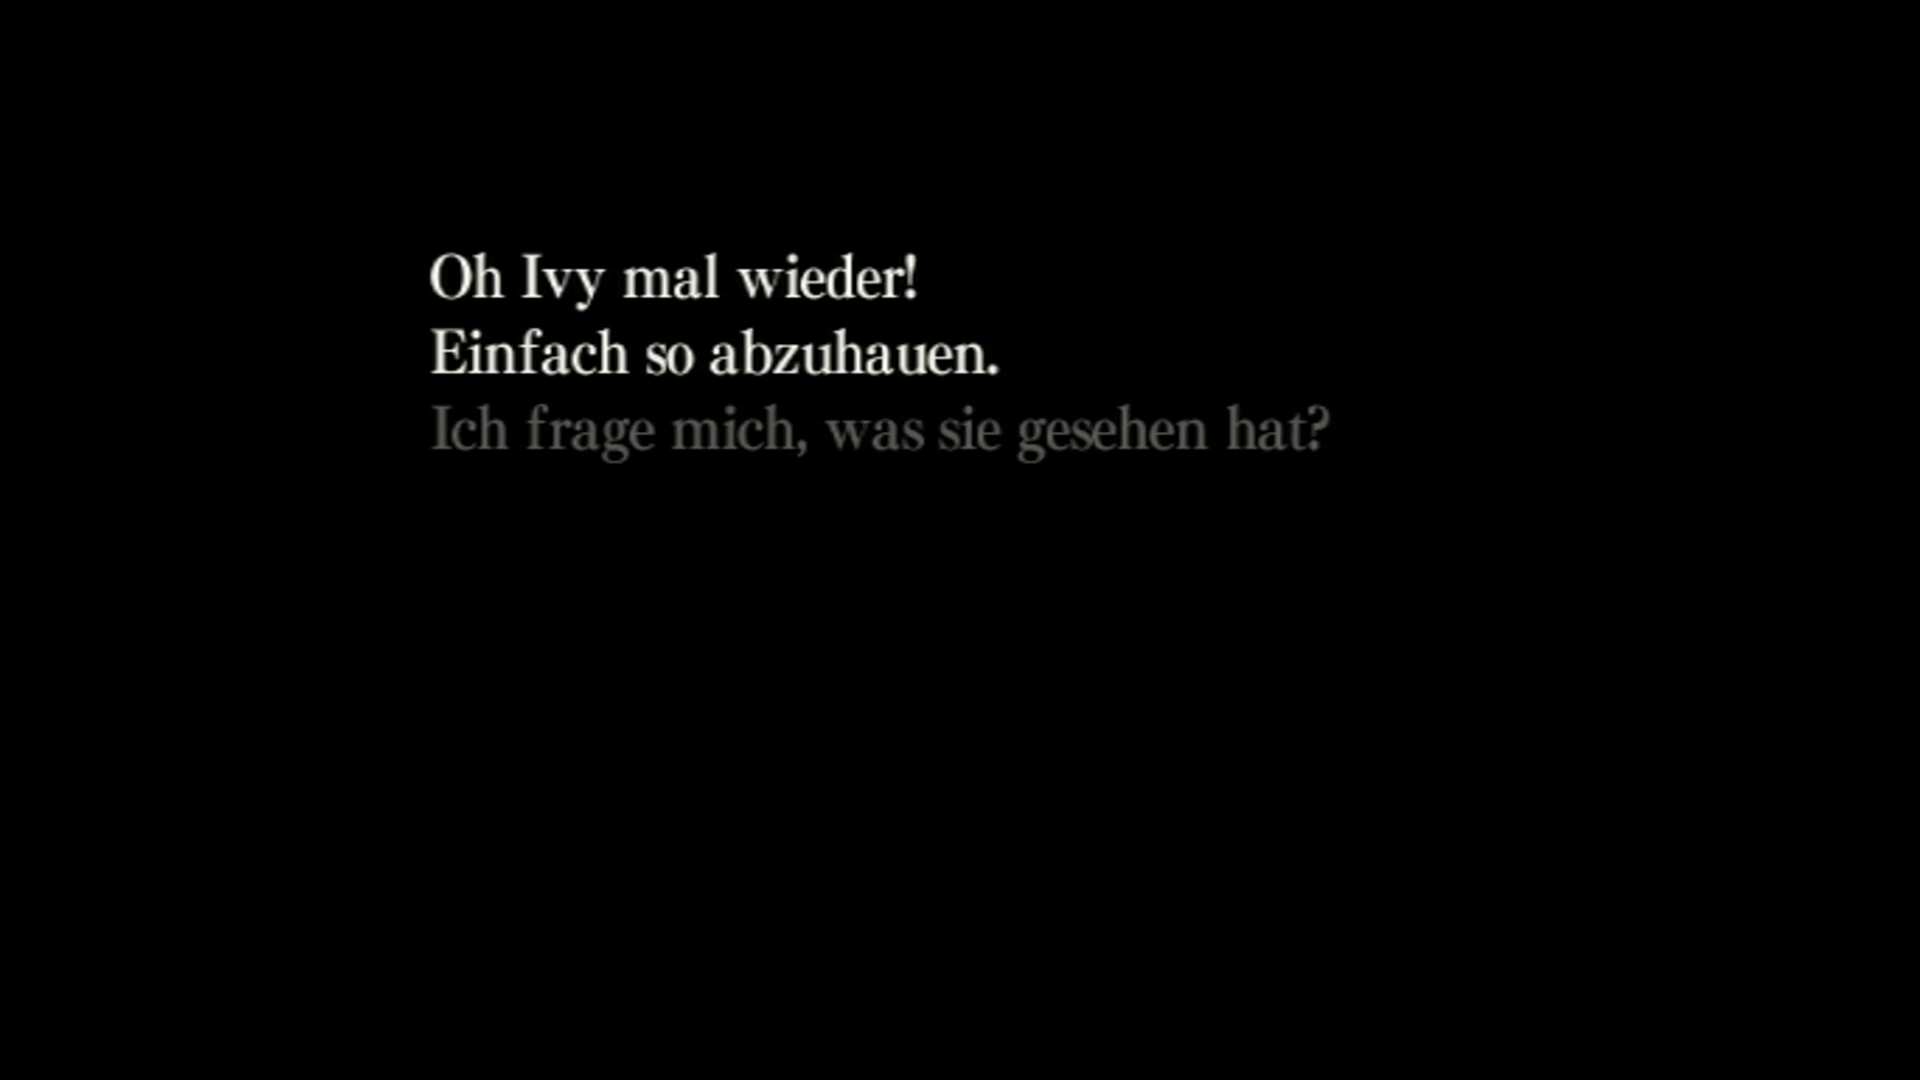 Oh Ivy mal wieder!
Einfach so abzuhauen.
Ich frage mich, was sie gesehen hat?